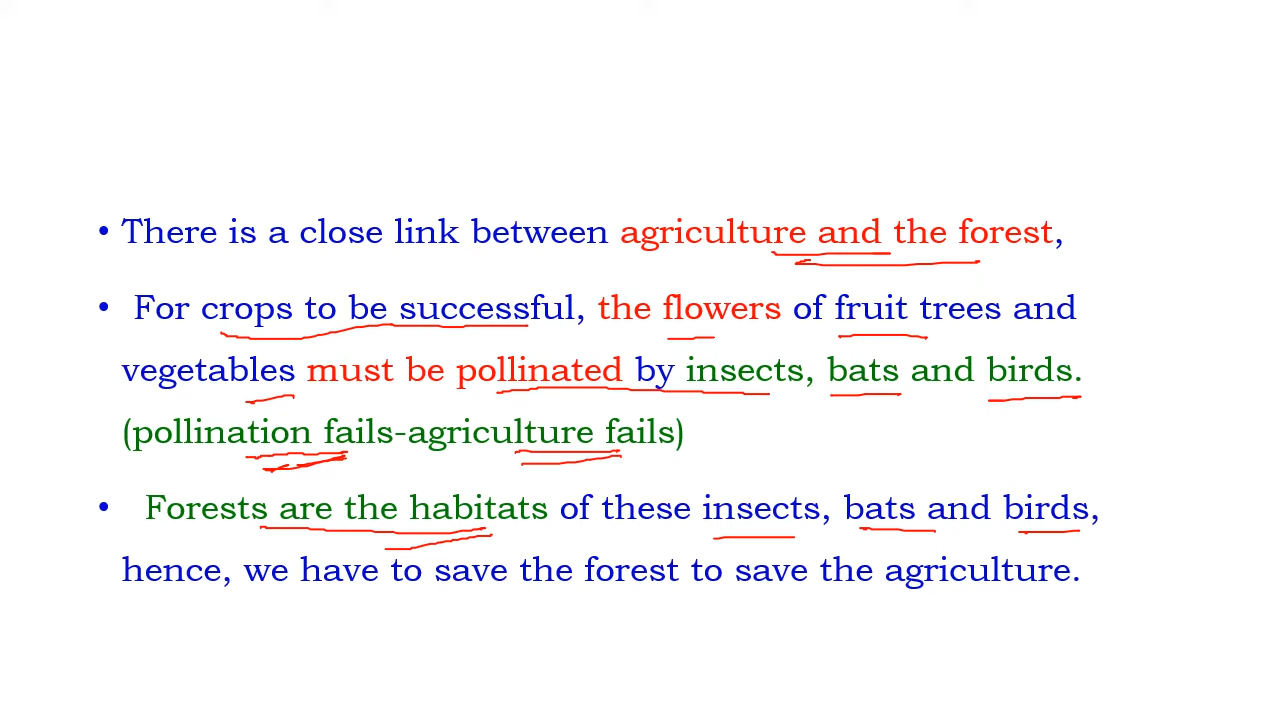 • There is a close link between agriculture and the forest,
• For crops to be successful, the flowers of fruit trees and
vegetables must be pollinated by insects, bats and birds.
(pollination fails-agriculture fails)
• Forests are the habitats of these insects, bats and birds,
hence, we have to save the forest to save the agriculture.